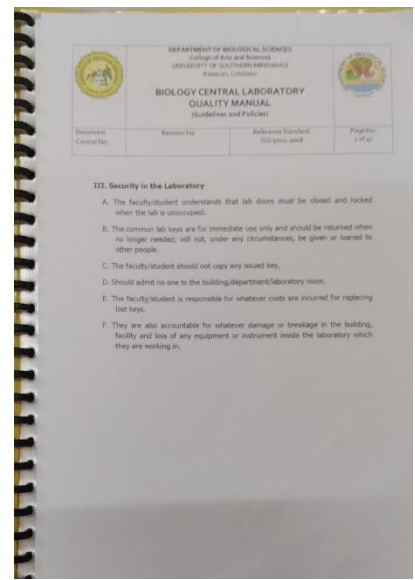 DEPARTMENT OF BIOLOGICAL SCIENCES
College of Arts and Sciences
UNIVERSITY OF SOUTHERN MINDANAO
Kabacan, Cotabato
BIOLOGY CENTRAL LABORATORY
QUALITY MANUAL
(Guidelines and Policies)
Document
Control No.
Revision No.
Reference Standard:
ISO 9001: 2008
Page No.
7 of 42
III. Security in the Laboratory
A. The faculty/student understands that lab doors must be closed and locked
when the lab is unoccupied.
B. The common lab keys are for immediate use only and should be returned when
no longer needed; will not, under any circumstances, be given or loaned to
other people.
C. The faculty/student should not copy any issued key.
D. Should admit no one to the building/department/laboratory room.
E. The faculty/student is responsible for whatever costs are incurred for replacing
lost keys.
F. They are also accountable for whatever damage or breakage in the building,
facility and loss of any equipment or instrument inside the laboratory which
they are working in.